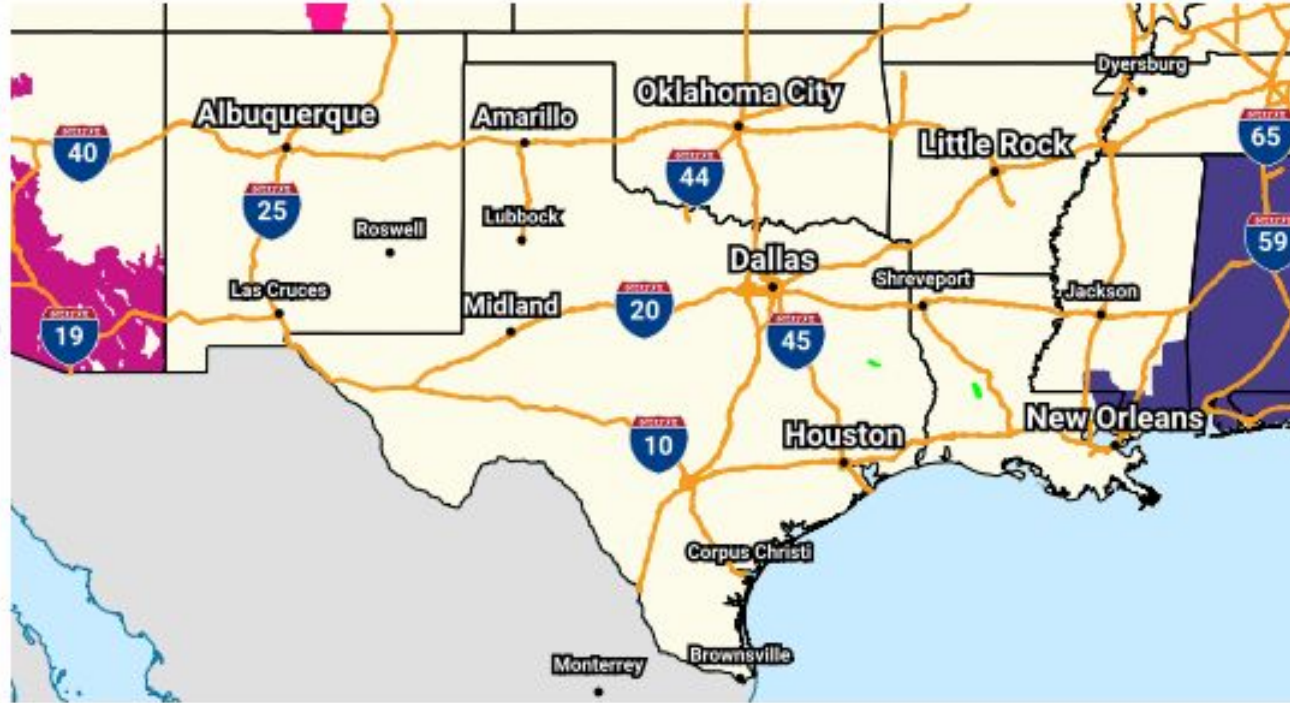 Dyersburg
Oklahoma City
Albuquerque
Amarillo
65
Little Rock
40
44
25
Lubbock
Roswell
59
Dallas
Shreveport
Las Cruces
Jackson
Midland
20
19
45
New Orleans
Houston
10
Corpus Christi
Brownsville
Monterrey